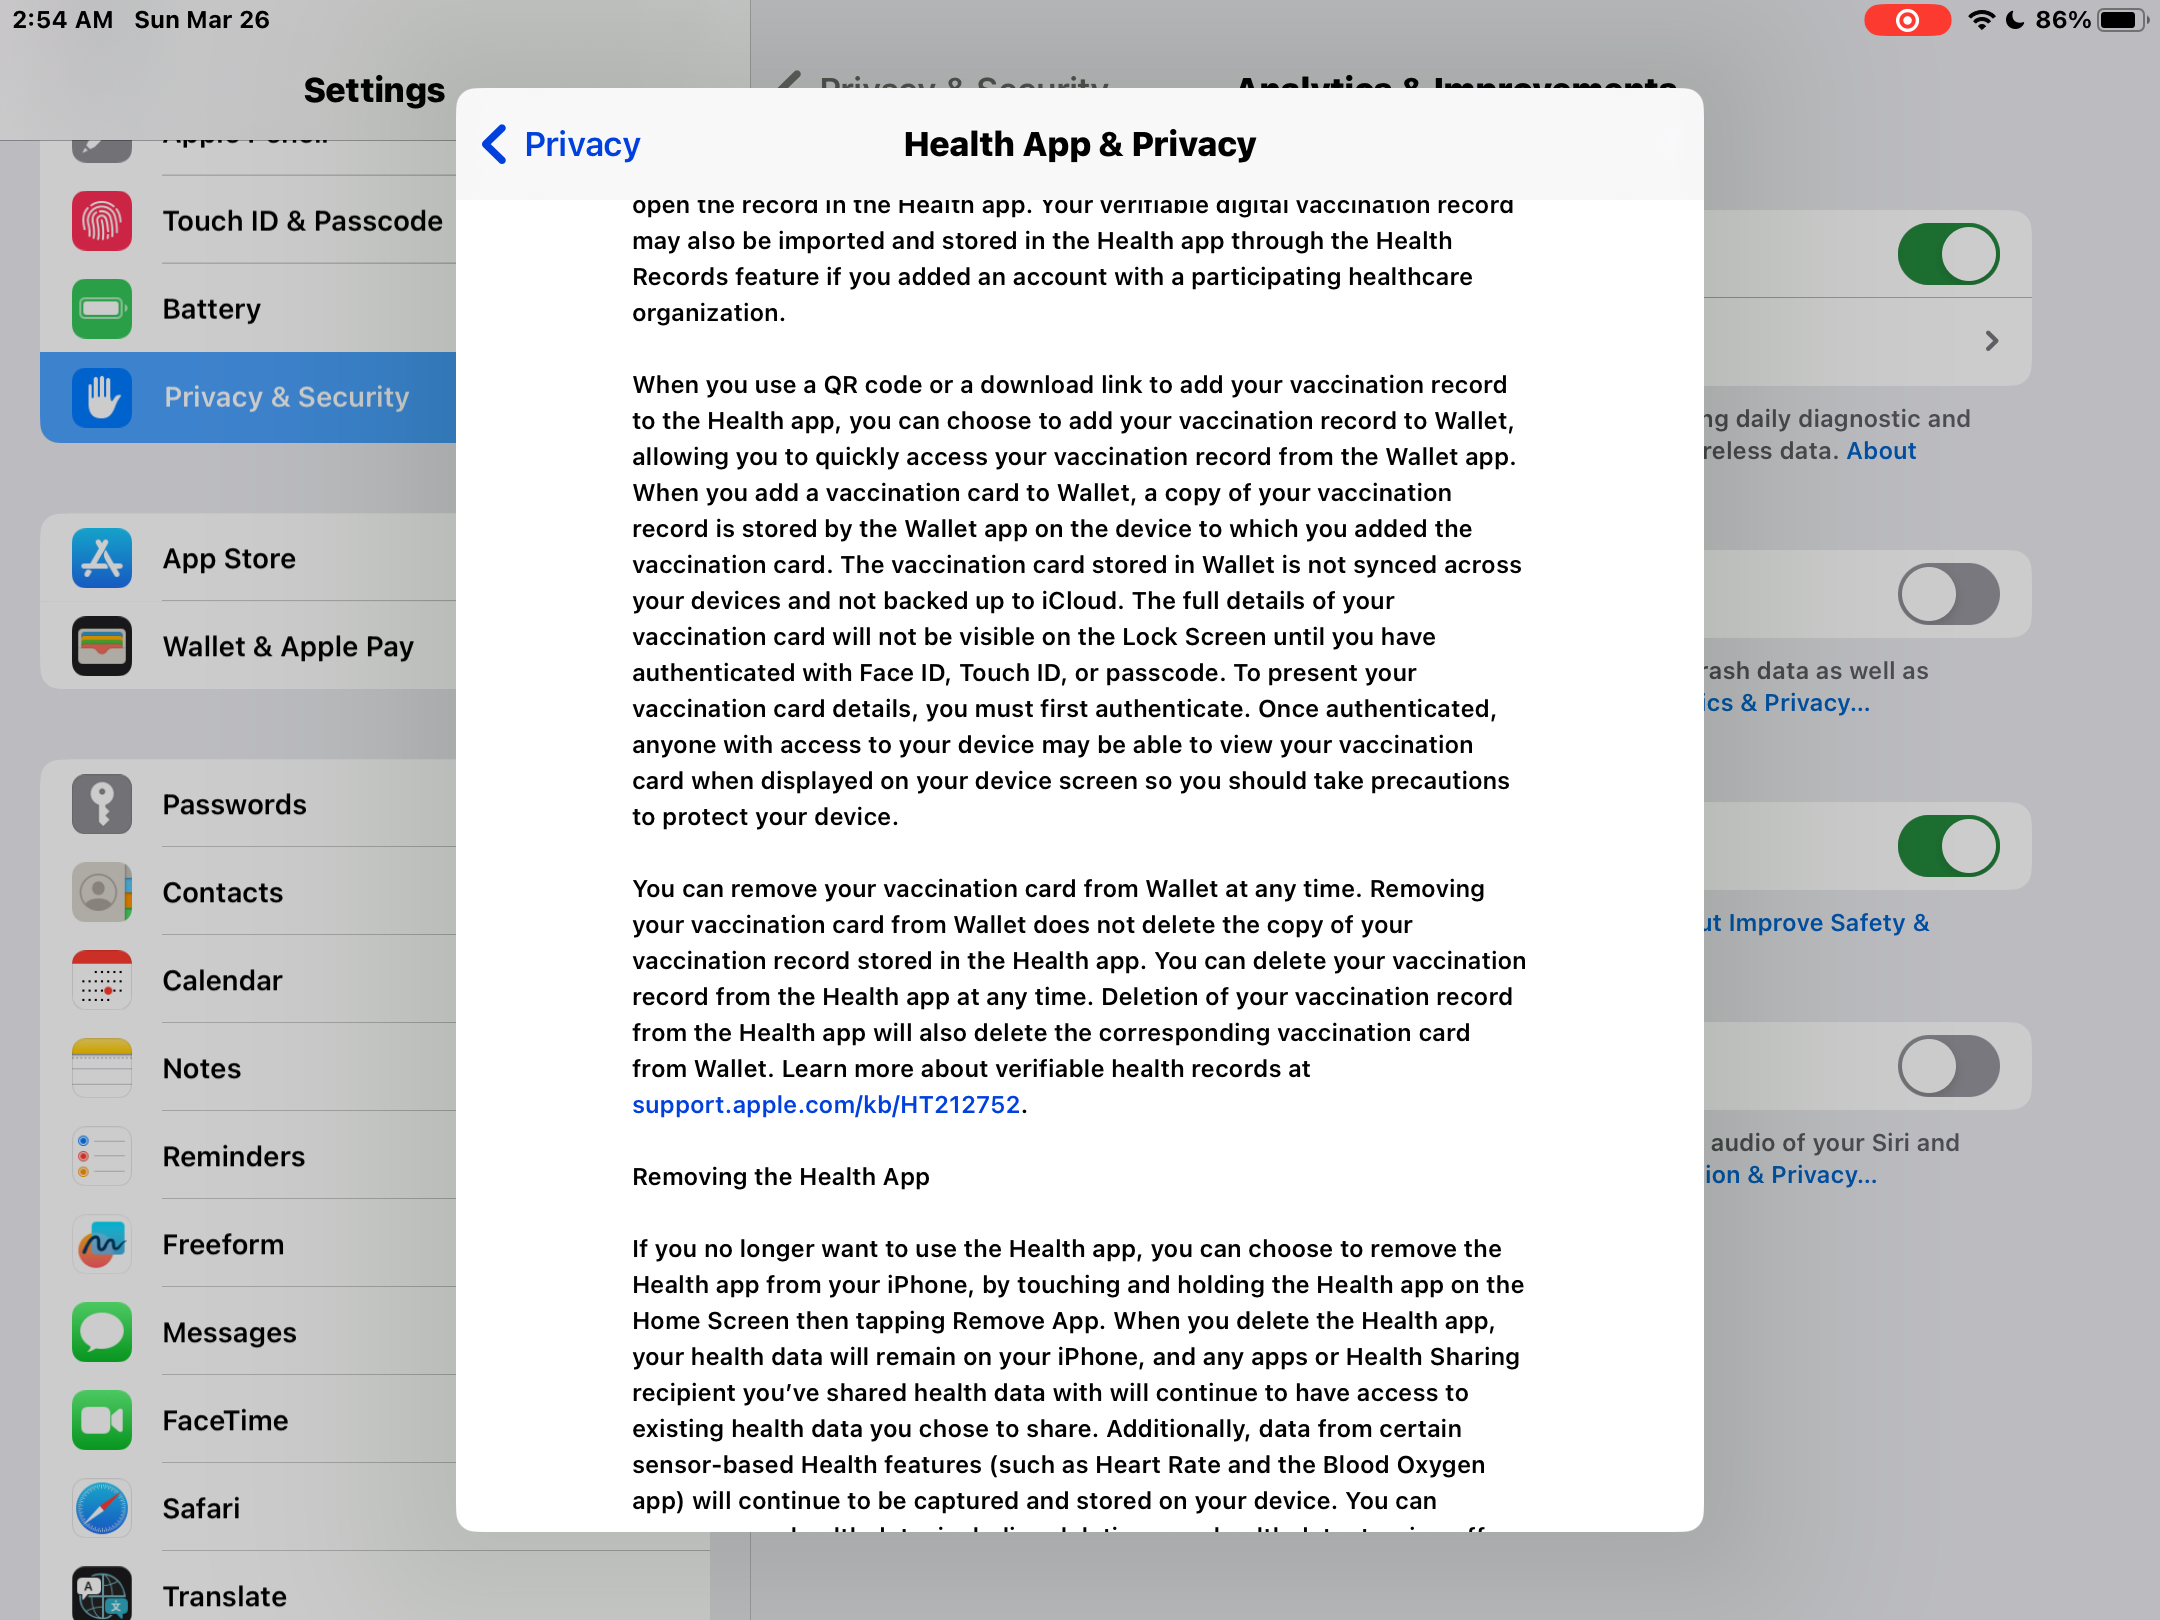 2:54 AM Sun Mar 26
86%
Settings
Apple Pencil
Touch ID & Passcode
Battery
Privacy & Security
App Store
Wallet & Apple Pay
Passwords
Contacts
Calendar
Notes
Reminders
Freeform
Messages
FaceTime
Safari
Translate
Privacy & Security
Analytics & Improvements
Privacy
Health App & Privacy
open the record in the Health app. Your verifiable digital vaccination record
may also be imported and stored in the Health app through the Health
Records feature if you added an account with a participating healthcare
organization.
When you use a QR code or a download link to add your vaccination record
to the Health app, you can choose to add your vaccination record to Wallet,
allowing you to quickly access your vaccination record from the Wallet app.
When you add a vaccination card to Wallet, a copy of your vaccination
record is stored by the Wallet app on the device to which you added the
vaccination card. The vaccination card stored in Wallet is not synced across
your devices and not backed up to iCloud. The full details of your
vaccination card will not be visible on the Lock Screen until you have
authenticated with Face ID, Touch ID, or passcode. To present your
vaccination card details, you must first authenticate. Once authenticated,
anyone with access to your device may be able to view your vaccination
card when displayed on your device screen so you should take precautions
to protect your device.
You can remove your vaccination card from Wallet at any time. Removing
your vaccination card from Wallet does not delete the copy of your
vaccination record stored in the Health app. You can delete your vaccination
record from the Health app at any time. Deletion of your vaccination record
from the Health app will also delete the corresponding vaccination card
from Wallet. Learn more about verifiable health records at
support.apple.com/kb/HT212752.
Removing the Health App
If you no longer want to use the Health app, you can choose to remove the
Health app from your iPhone, by touching and holding the Health app on the
Home Screen then tapping Remove App. When you delete the Health app,
your health data will remain on your iPhone, and any apps or Health Sharing
recipient you’ve shared health data with will continue to have access to
existing health data you chose to share. Additionally, data from certain
sensor-based Health features (such as Heart Rate and the Blood Oxygen
app) will continue to be captured and stored on your device. You can
ng daily diagnostic and
reless data. About
rash data as well as
ics & Privacy...
ut Improve Safety &
audio of your Siri and
ion & Privacy...